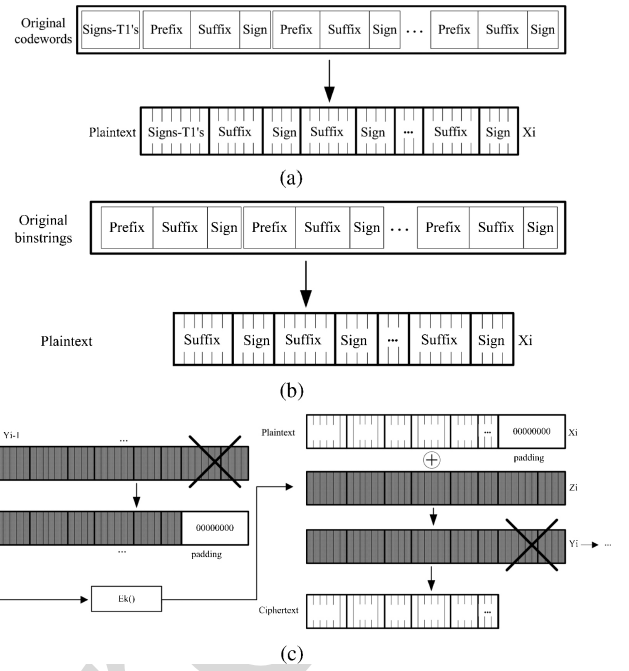 Original codewords
Signs-T1's Prefix Suffix Sign Prefix Suffix Sign ... Prefix Suffix Sign
Plaintext Signs-T1's Suffix Sign Suffix Sign ... Suffix Sign Xi
(a)
Original binstrings
Prefix Suffix Sign Prefix Suffix Sign ... Prefix Suffix Sign
Plaintext Suffix Sign Suffix Sign ... Suffix Sign Xi
(b)
Yi-1
...
00000000
...
padding
Ek()
Plaintext ... 00000000 Xi
padding
+
Zi
Yi ...
Ciphertext ...
(c)